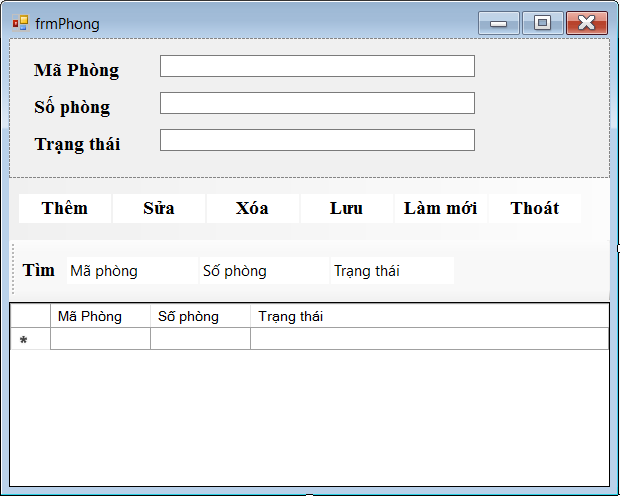 frmPhong
Mã Phòng
Số phòng
Trạng thái
Thêm Sửa Xóa Lưu Làm mới Thoát
Tìm Mã phòng Số phòng Trạng thái
Mã Phòng Số phòng Trạng thái
*